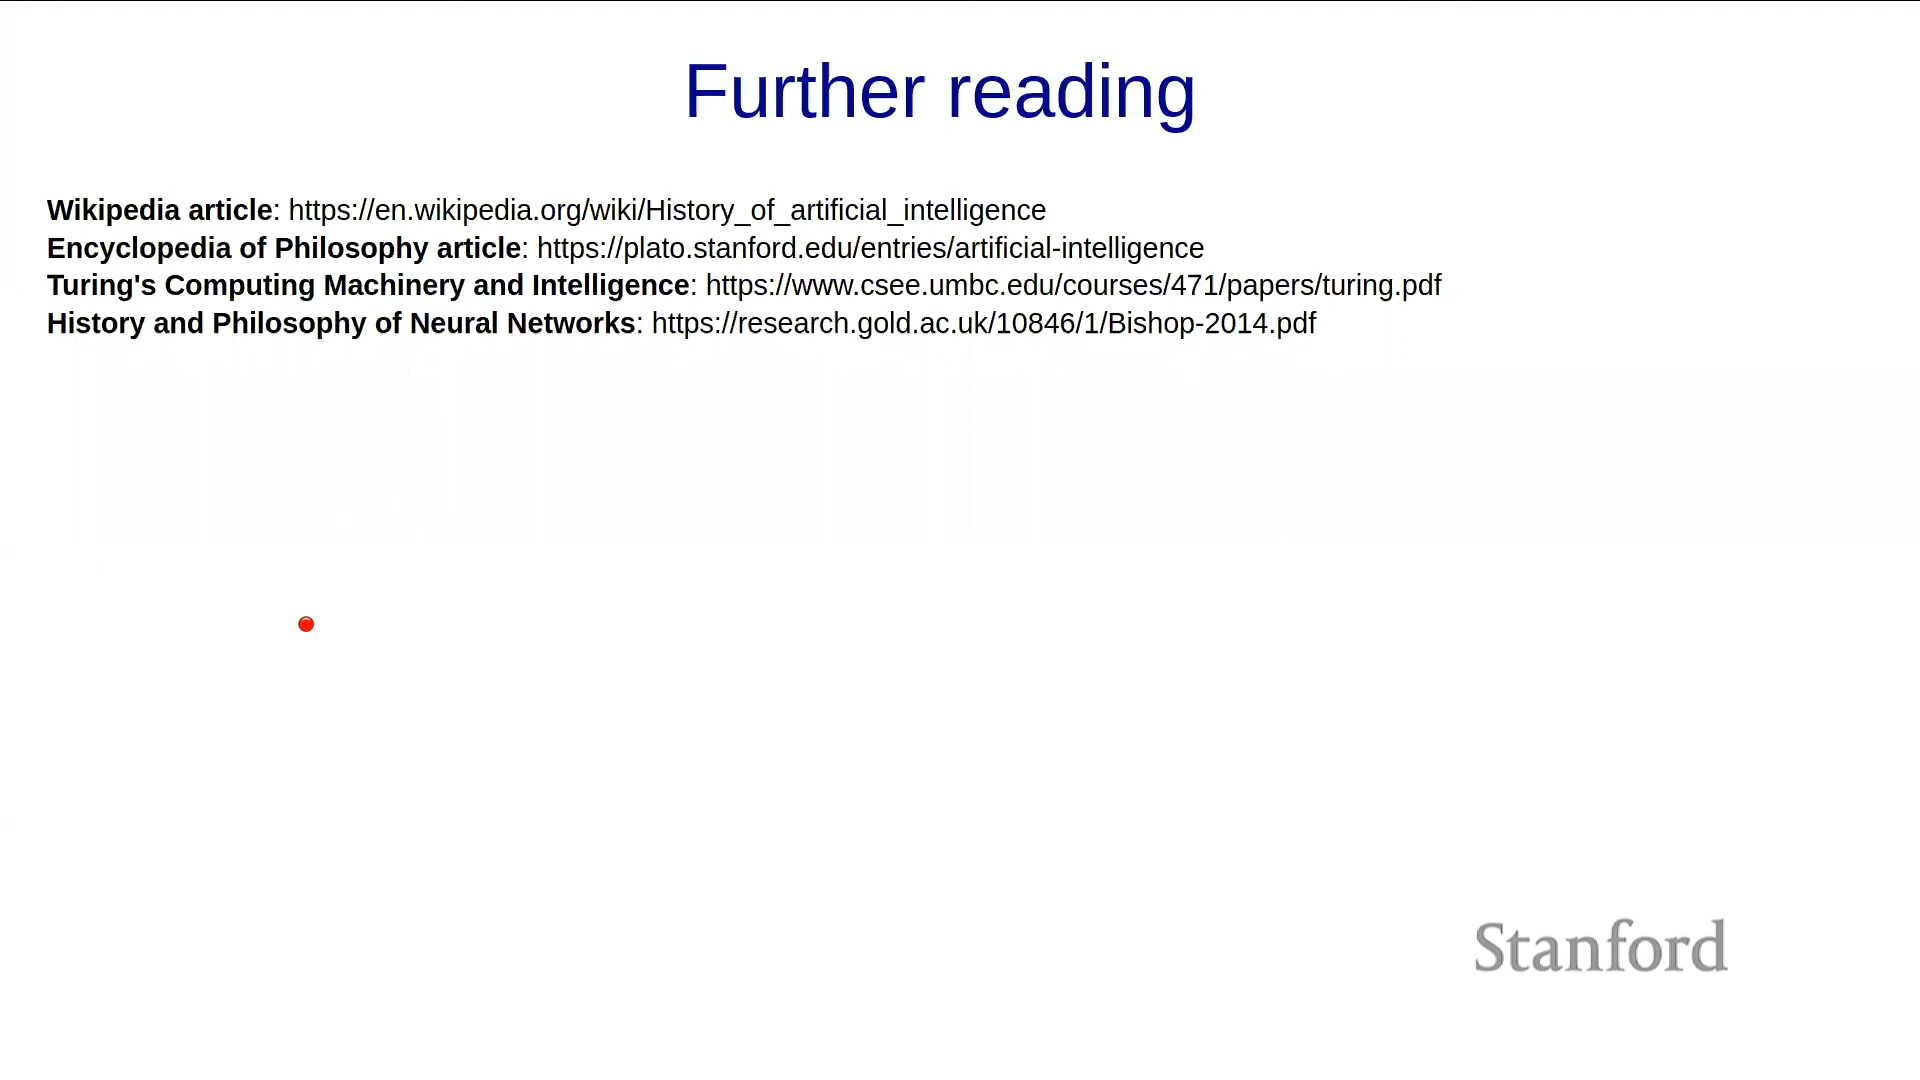 Further reading
Wikipedia article: https://en.wikipedia.org/wiki/History_of_artificial_intelligence
Encyclopedia of Philosophy article: https://plato.stanford.edu/entries/artificial-intelligence
Turing's Computing Machinery and Intelligence: https://www.csee.umbc.edu/courses/471/papers/turing.pdf
History and Philosophy of Neural Networks: https://research.gold.ac.uk/10846/1/Bishop-2014.pdf
Stanford